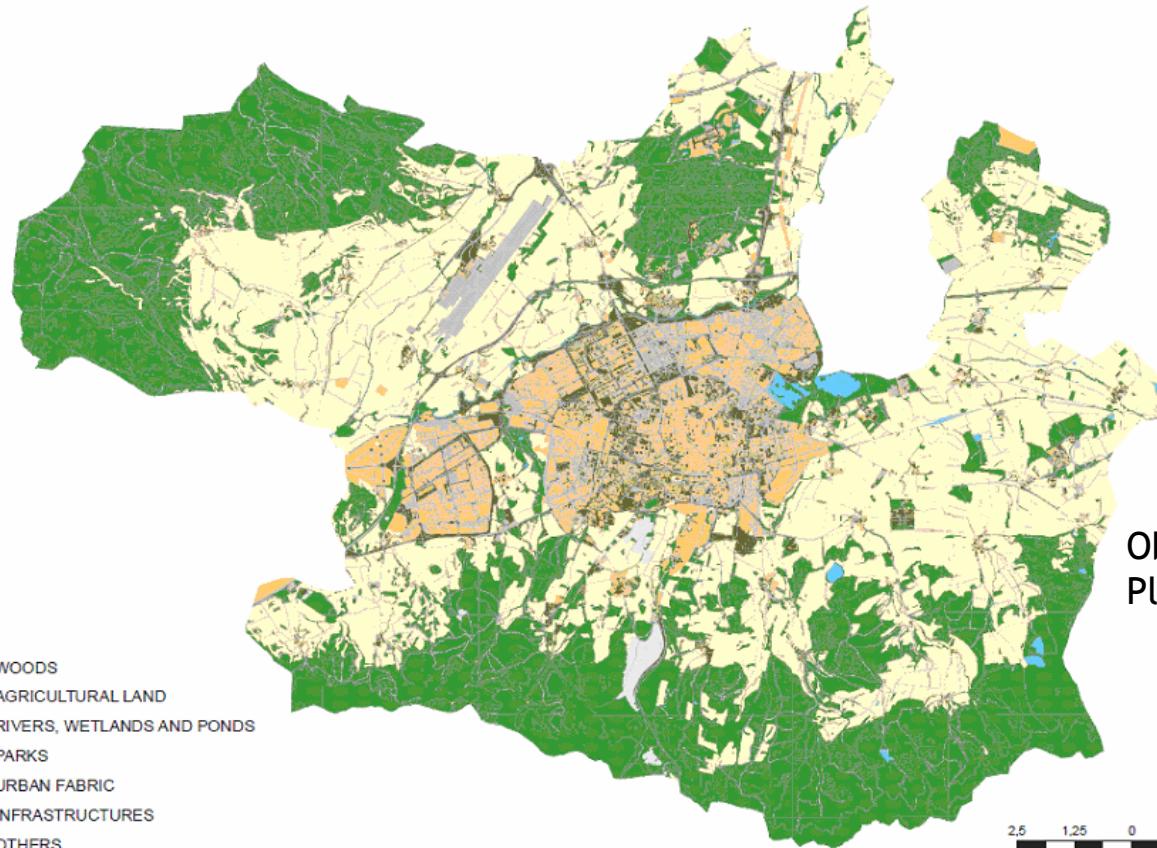 WOODS
AGRICULTURAL LAND
RIVERS, WETLANDS AND PONDS
PARKS
URBAN FABRIC
INFRASTRUCTURES
OTHERS
2,5 1,25 0